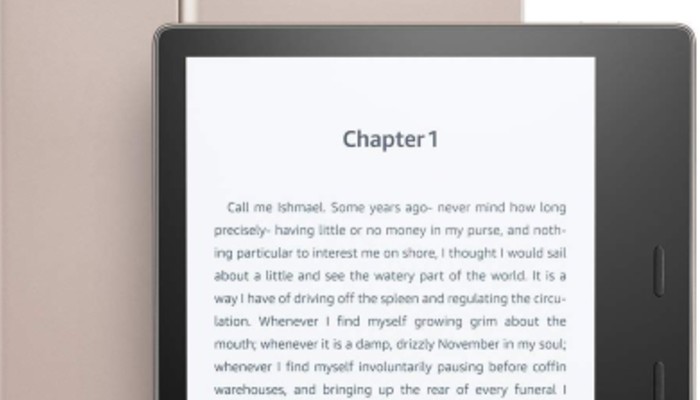 Chapter 1
Call me Ishmael. Some years ago- never mind how long
precisely- having little or no money in my purse, and noth-
ing particular to interest me on shore, I thought I would sail
about a little and see the watery part of the world. It is a
way I have of driving off the spleen and regulating the circu-
lation. Whenever I find myself growing grim about the
mouth; whenever it is a damp, drizzly November in my soul;
whenever I find myself involuntarily pausing before coffin
warehouses, and bringing up the rear of every funeral I